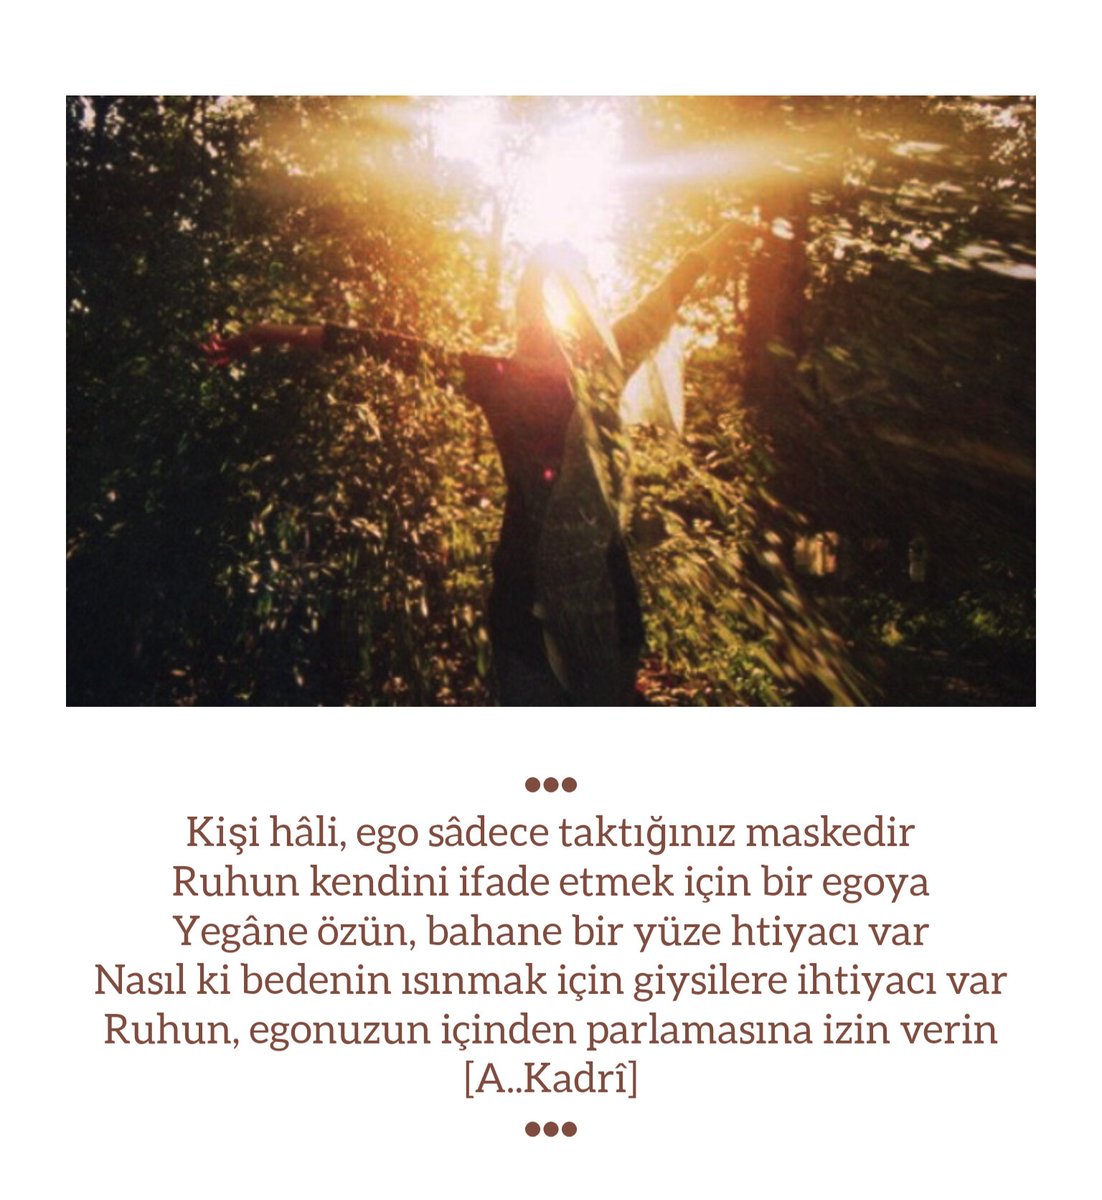 •••
Kişi hâli, ego sâdece taktığınız maskedir
Ruhun kendini ifade etmek için bir egoya
Yegâne özün, bahane bir yüze htiyacı var
Nasıl ki bedenin ısınmak için giysilere ihtiyacı var
Ruhun, egonuzun içinden parlamasına izin verin
[A..Kadrî]
•••